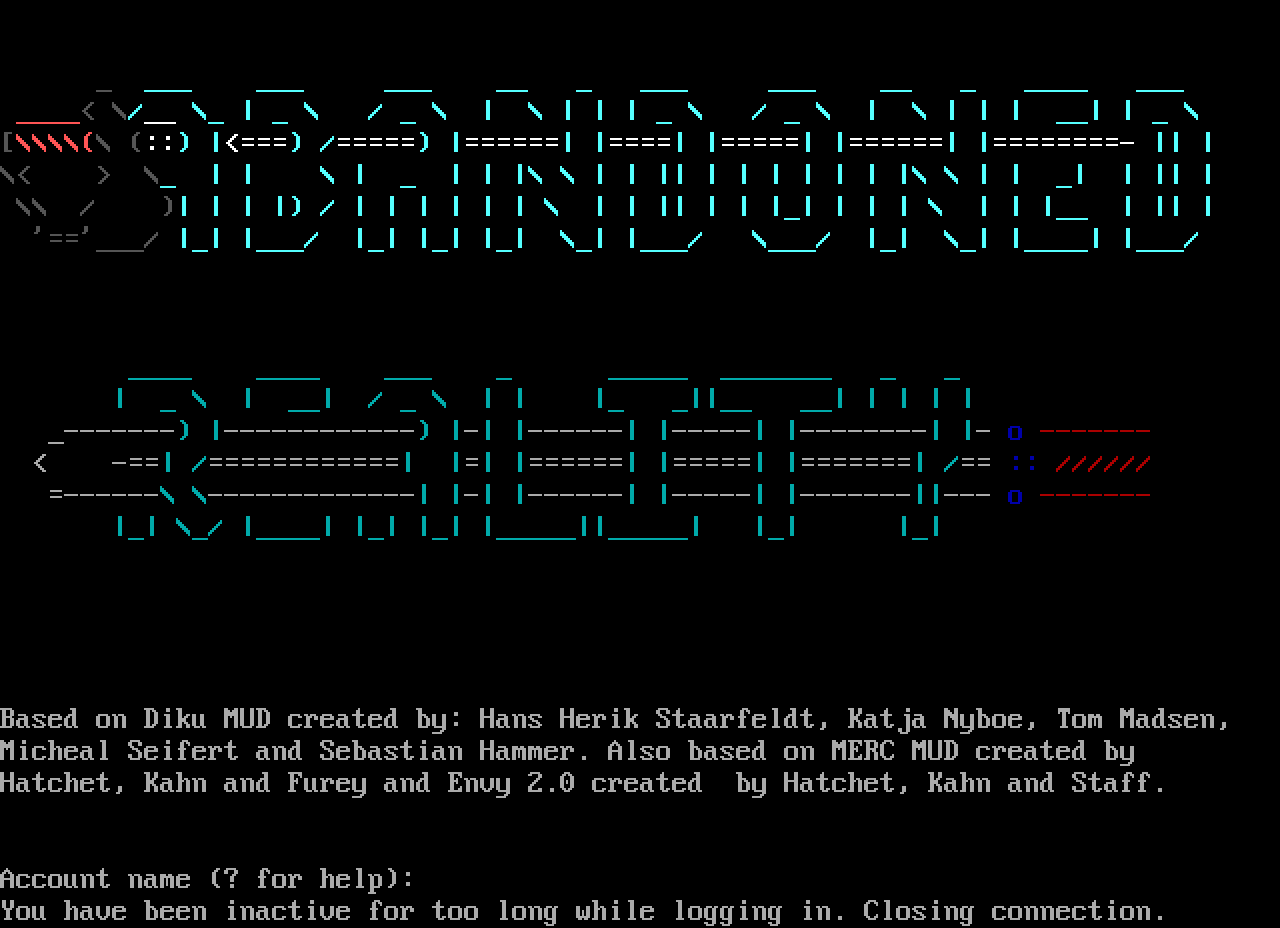 ABANDONED
REALITY
Based on Diku MUD created by: Hans Herik Staarfeldt, Katja Nyboe, Tom Madsen,
Micheal Seifert and Sebastian Hammer. Also based on MERC MUD created by
Hatchet, Kahn and Furey and Envy 2.0 created  by Hatchet, Kahn and Staff.
Account name (? for help):
You have been inactive for too long while logging in. Closing connection.